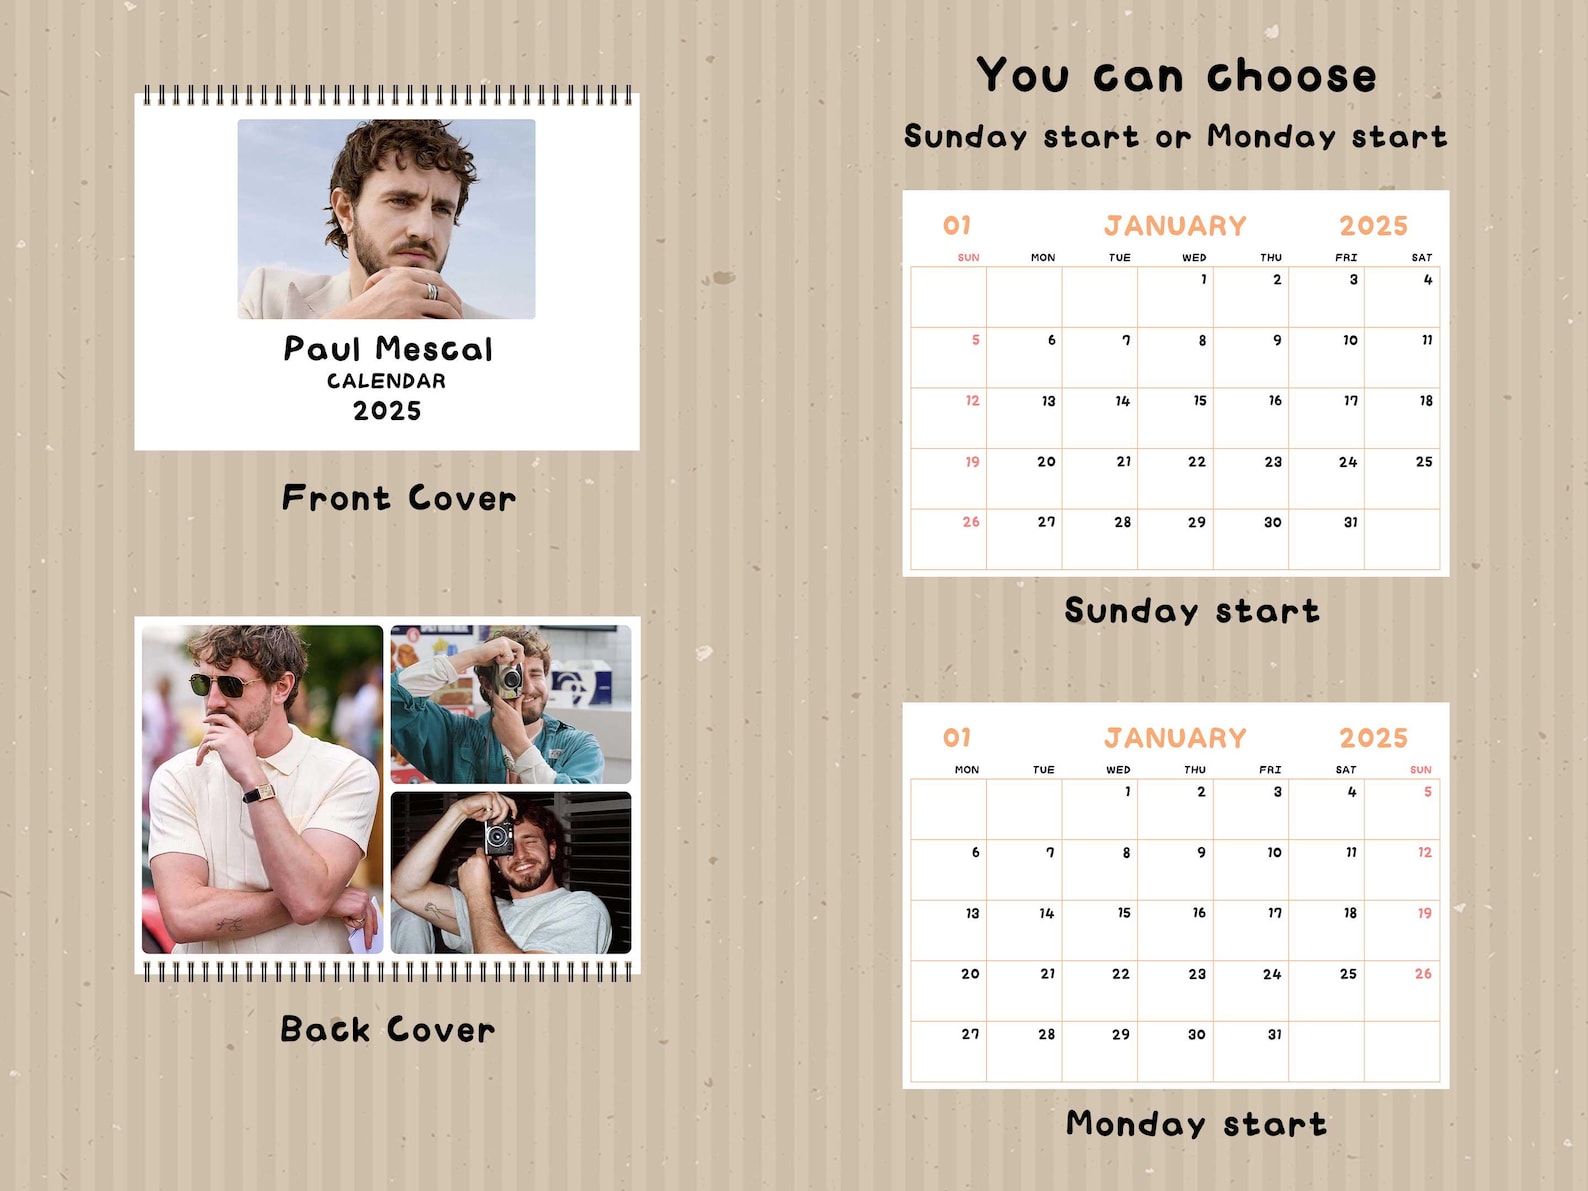 Paul Mescal
CALENDAR
2025
Front Cover
Back Cover
You can choose
Sunday start or Monday start
01 JANUARY 2025
SUN MON TUE WED THU FRI SAT
1 2 3 4
5 6 7 8 9 10 11
12 13 14 15 16 17 18
19 20 21 22 23 24 25
26 27 28 29 30 31
Sunday start
01 JANUARY 2025
MON TUE WED THU FRI SAT SUN
1 2 3 4 5
6 7 8 9 10 11 12
13 14 15 16 17 18 19
20 21 22 23 24 25 26
27 28 29 30 31
Monday start